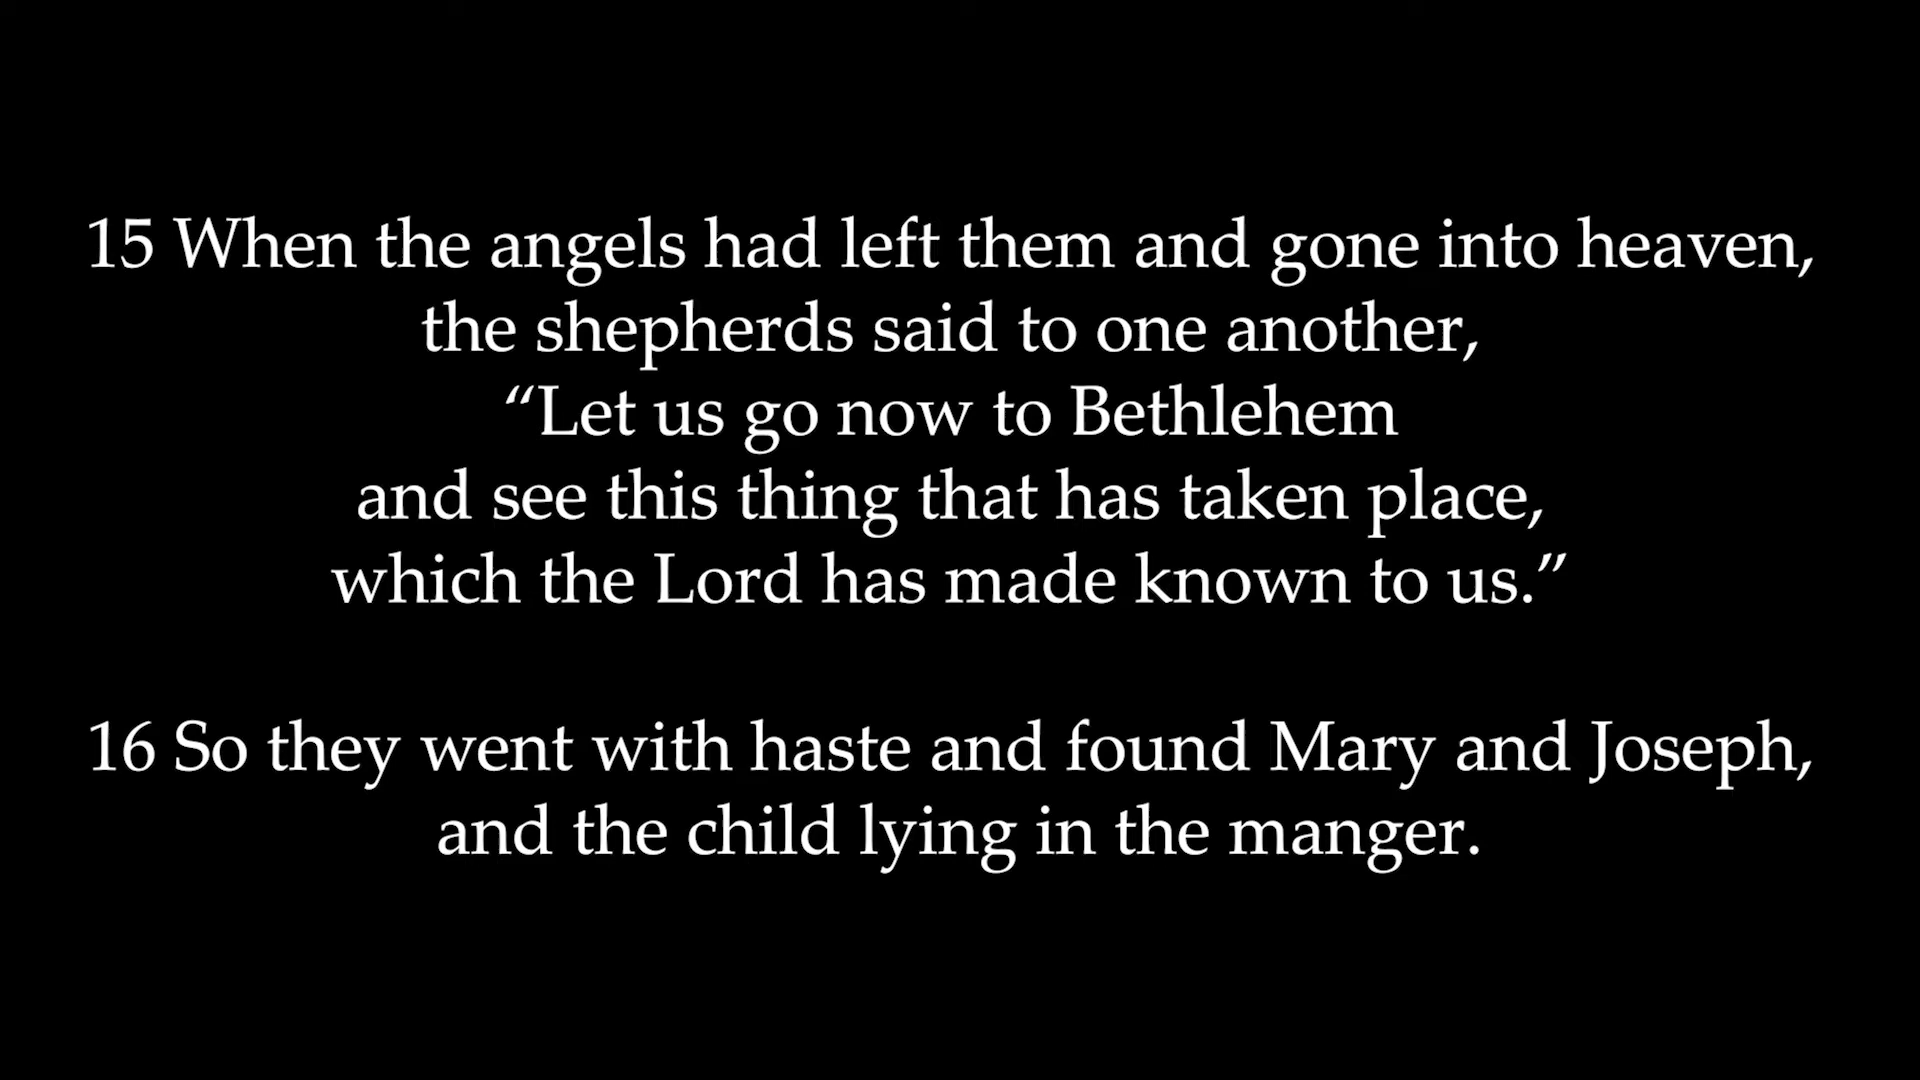 15 When the angels had left them and gone into heaven,
the shepherds said to one another,
“Let us go now to Bethlehem
and see this thing that has taken place,
which the Lord has made known to us.”
16 So they went with haste and found Mary and Joseph,
and the child lying in the manger.